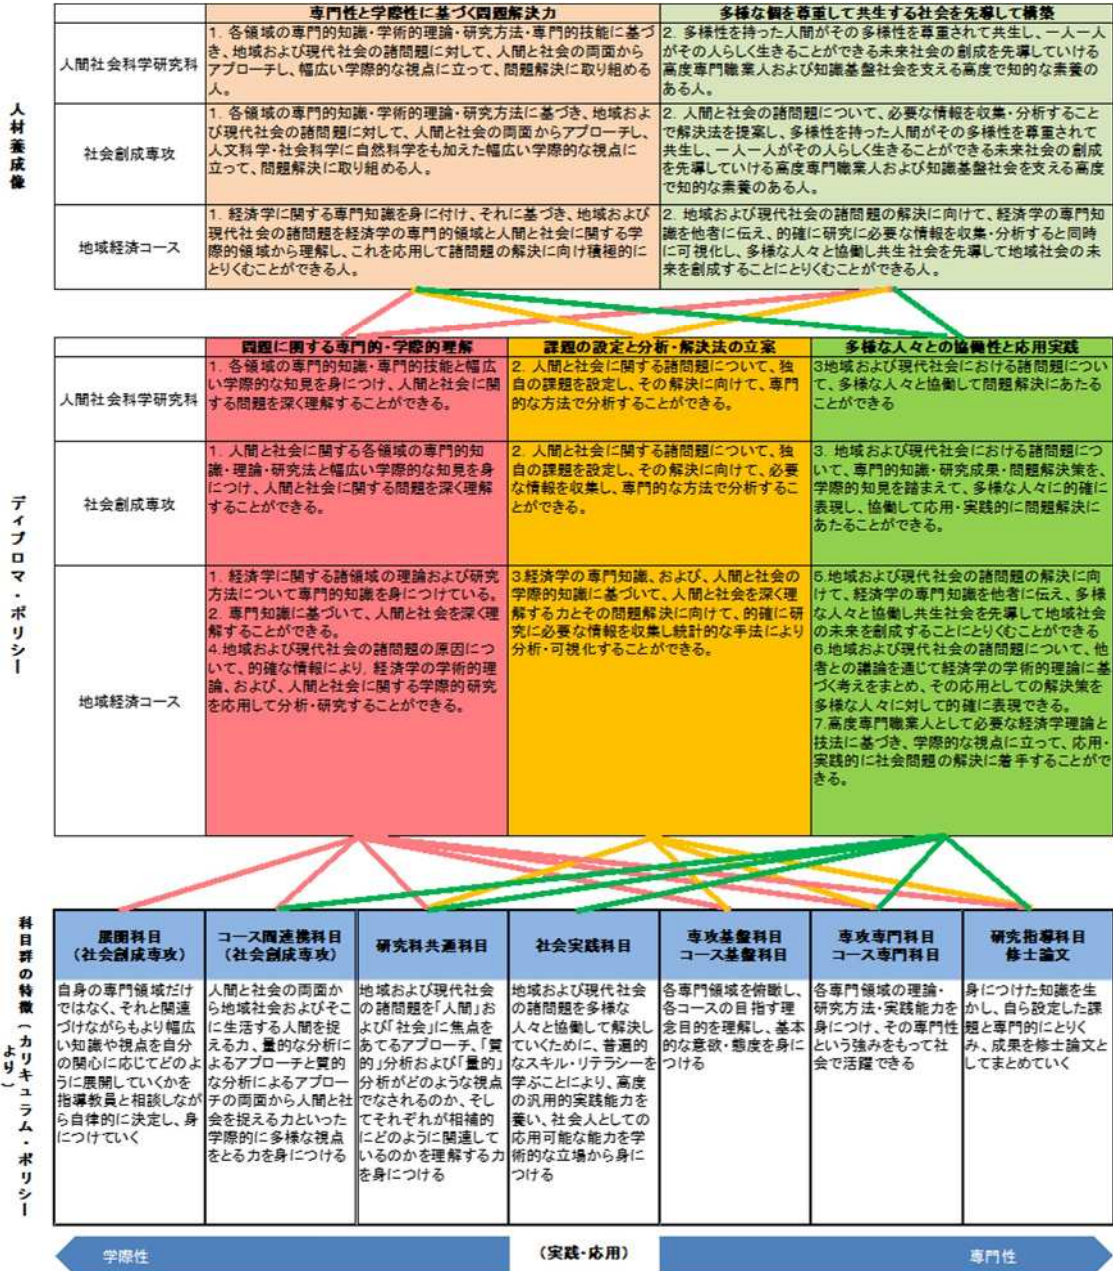 人材養成像
専門性と学際性に基づく問題解決力
多様な個を尊重して共生する社会を先導して構築
人間社会科学研究科
1. 各領域の専門的知識・学術的理論・研究方法・専門的技能に基づ
き、地域および現代社会の諸問題に対して、人間と社会の両面から
アプローチし、幅広い学際的な視点に立って、問題解決に取り組める
人。
2. 多様性を持った人間がその多様性を尊重されて共生し、一人一人
がその人らしく生きることができる未来社会の創成を先導していける
高度専門職業人および知識基盤社会を支える高度で知的な素養の
ある人。
社会創成専攻
1. 各領域の専門的知識・学術的理論・研究方法に基づき、地域およ
び現代社会の諸問題に対して、人間と社会の両面からアプローチし、
人文科学・社会科学に自然科学をも加えた幅広い学際的な視点に
立って、問題解決に取り組める人。
2. 人間と社会の諸問題について、必要な情報を収集・分析すること
で解決法を提案し、多様性を持った人間がその多様性を尊重されて
共生し、一人一人がその人らしく生きることができる未来社会の創成
を先導していける高度専門職業人および知識基盤社会を支える高度
で知的な素養のある人。
地域経済コース
1. 経済学に関する専門知識を身に付け、それに基づき、地域および
現代社会の諸問題を経済学の専門的領域と人間と社会に関する学
際的領域から理解し、これを応用して諸問題の解決に向け積極的に
とりくむことができる人。
2. 地域および現代社会の諸問題の解決に向けて、経済学の専門知
識を他者に伝え、的確に研究に必要な情報を収集・分析すると同時
に可視化し、多様な人々と協働し共生社会を先導して地域社会の未
来を創成することにとりくむことができる人。
ディプロマ・ポリシー
問題に関する専門的・学際的理解
課題の設定と分析・解決法の立案
多様な人々との協働性と応用実践
人間社会科学研究科
1. 各領域の専門的知識・専門的技能と幅広
い学際的な知見を身につけ、人間と社会に関
する問題を深く理解することができる。
2. 人間と社会に関する諸問題について、独
自の課題を設定し、その解決に向けて、専門
的な方法で分析することができる。
3地域および現代社会における諸問題につい
て、多様な人々と協働して問題解決にあたる
ことができる
社会創成専攻
1. 人間と社会に関する各領域の専門的知
識・理論・研究法と幅広い学際的な知見を身
につけ、人間と社会に関する問題を深く理解
することができる。
2. 人間と社会に関する諸問題について、独
自の課題を設定し、その解決に向けて、必要
な情報を収集し、専門的な方法で分析するこ
とができる。
3. 地域および現代社会における諸問題につ
いて、専門的知識・研究成果・問題解決策を、
学際的知見を踏まえて、多様な人々に的確に
表現し、協働して応用・実践的に問題解決に
あたることができる。
地域経済コース
1. 経済学に関する諸領域の理論および研究
方法について専門的知識を身につけている。
2. 専門知識に基づいて、人間と社会を深く理
解することができる。
4.地域および現代社会の諸問題の原因につ
いて、的確な情報により、経済学の学術的理
論、および、人間と社会に関する学際的研究
を応用して分析・研究することができる。
3.経済学の専門知識、および、人間と社会の
学際的知識に基づいて、人間と社会を深く理
解する力とその問題解決に向けて、的確に研
究に必要な情報を収集し統計的な手法により
分析・可視化することができる。
5.地域および現代社会の諸問題の解決に向
けて、経済学の専門知識を他者に伝え、多様
な人々と協働し共生社会を先導して地域社会
の未来を創成することにとりくむことができる
6.地域および現代社会の諸問題について、他
者との議論を通じて経済学の学術的理論に基
づく考えをまとめ、その応用としての解決策を
多様な人々に対して的確に表現できる。
7.高度専門職業人として必要な経済学理論と
技法に基づき、学際的な視点に立って、応用・
実践的に社会問題の解決に着手することがで
きる。
科目群の特徴(カリキュラム・ポリシー
より)
展開科目
(社会創成専攻)
自身の専門領域だけ
ではなく、それと関連
づけながらもより幅広
い知識や視点を自分
の関心に応じてどのよ
うに展開していくかを
指導教員と相談しなが
ら自律的に決定し、身
につけていく
コース間連携科目
(社会創成専攻)
人間と社会の両面か
ら地域社会およびそこ
に生活する人間を捉
える力、量的な分析に
よるアプローチと質的
な分析によるアプロー
チの両面から人間と社
会を捉える力といった
学際的に多様な視点
をとる力を身につける
研究科共通科目
地域および現代社会
の諸問題を「人間」お
よび「社会」に焦点を
あてるアプローチ、「質
的」分析および「量的」
分析がどのような視点
でなされるのか、そし
てそれぞれが相補的
にどのように関連して
いるのかを理解する力
を身につける
社会実践科目
地域および現代社会
の諸問題を多様な
人々と協働して解決し
ていくために、普遍的
なスキル・リテラシーを
学ぶことにより、高度
の汎用的実践能力を
養い、社会人としての
応用可能な能力を学
術的な立場から身に
つける
専攻基盤科目
コース基盤科目
各専門領域を俯瞰し、
各コースの目指す理
念目的を理解し、基本
的な意欲・態度を身に
つける
専攻専門科目
コース専門科目
各専門領域の理論・
研究方法・実践能力を
身につけ、その専門性
という強みをもって社
会で活躍できる
研究指導科目
修士論文
身につけた知識を生
かし、自ら設定した課
題と専門的にとりく
み、成果を修士論文と
してまとめていく
学際性
(実践・応用)
専門性